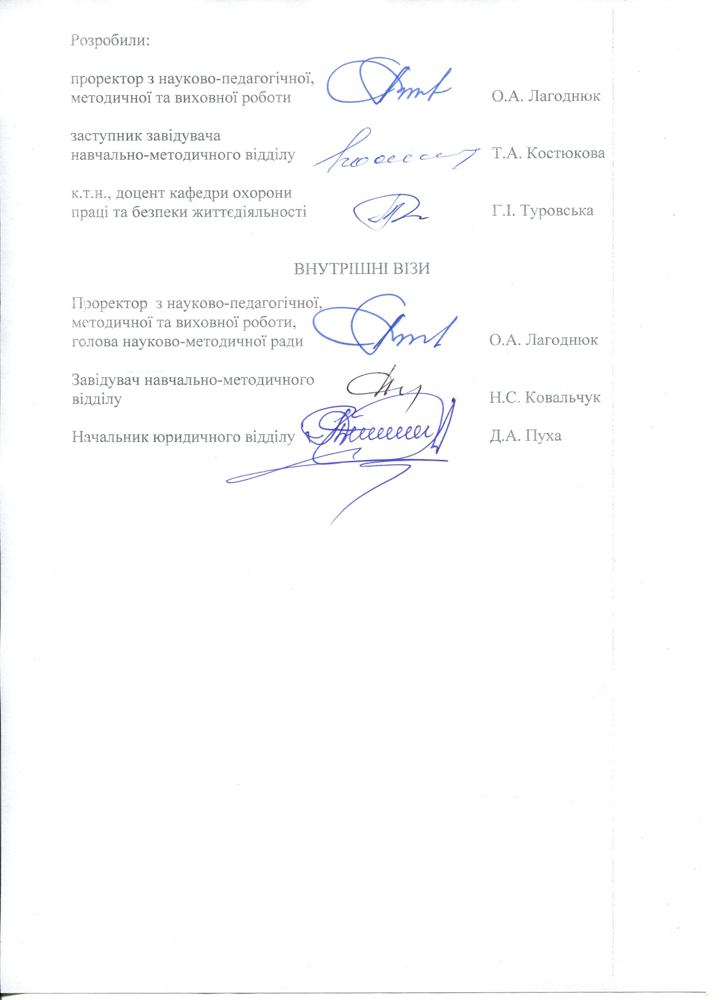 Розробили:
проректор з науково-педагогічної,
методичної та виховної роботи О.А. Лагоднюк
заступник завідувача
навчально-методичного відділу Т.А. Костюкова
к.т.н., доцент кафедри охорони
праці та безпеки життєдіяльності Г.І. Туровська
ВНУТРІШНІ ВІЗИ
Проректор з науково-педагогічної,
методичної та виховної роботи,
голова науково-методичної ради О.А. Лагоднюк
Завідувач навчально-методичного
відділу Н.С. Ковальчук
Начальник юридичного відділу Д.А. Пуха